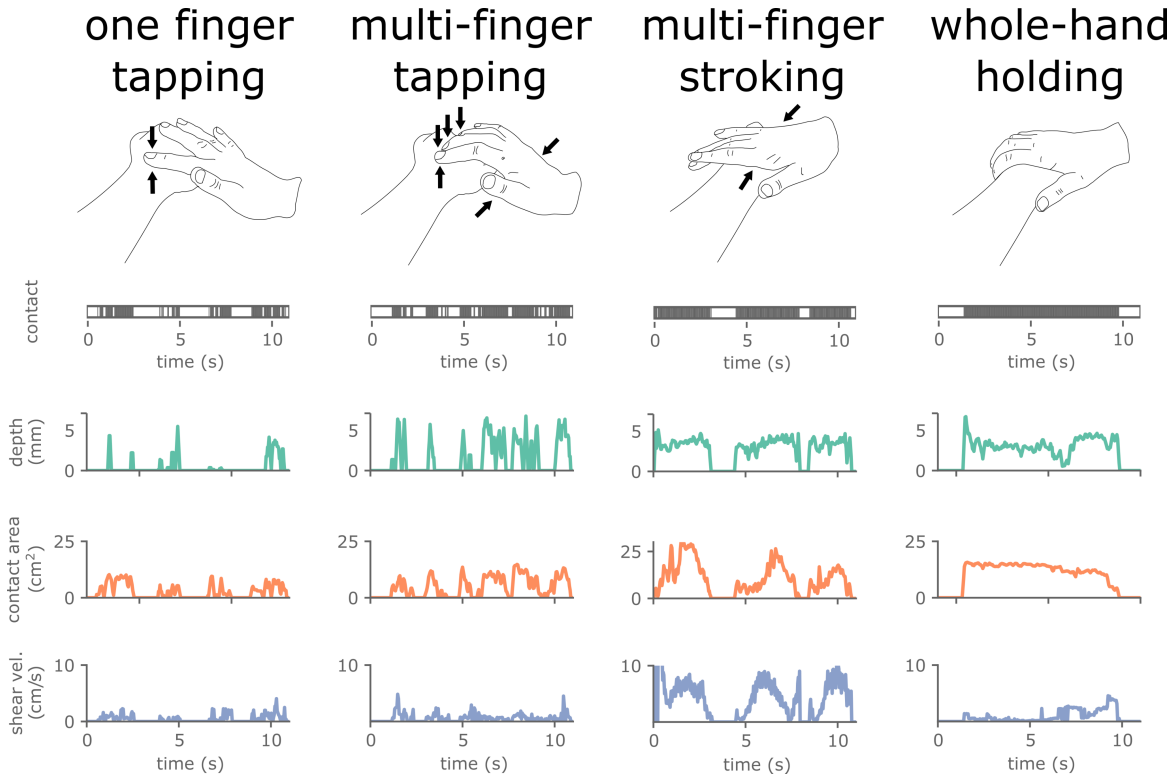 one finger
tapping
multi-finger
tapping
multi-finger
stroking
whole-hand
holding
contact
0 5 10
time (s)
0 5 10
time (s)
0 5 10
time (s)
0 5 10
time (s)
depth
(mm)
5
0
5
0
5
0
5
0
contact area
(cm²)
25
0
25
0
25
0
25
0
shear vel.
(cm/s)
10
0
10
0
10
0
10
0
0 5 10
time (s)
0 5 10
time (s)
0 5 10
time (s)
0 5 10
time (s)